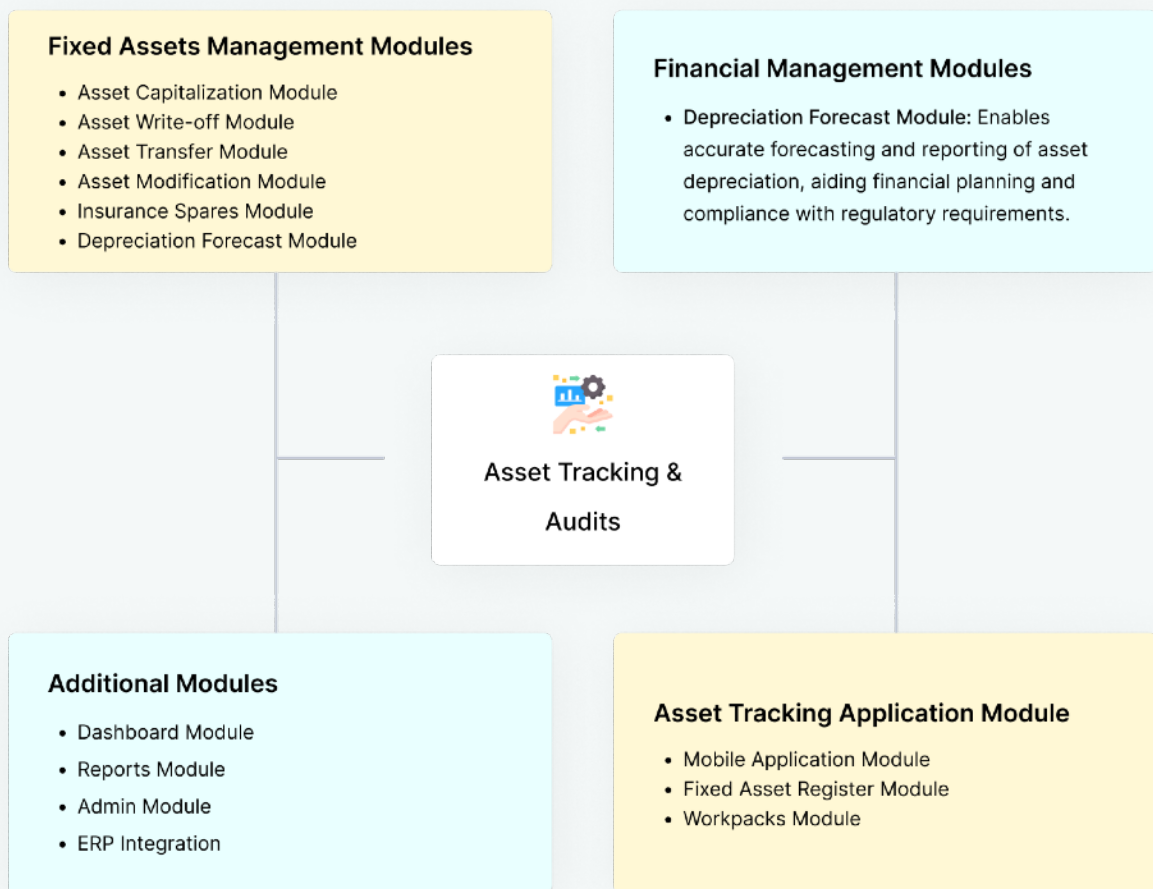 Fixed Assets Management Modules
• Asset Capitalization Module
• Asset Write-off Module
• Asset Transfer Module
• Asset Modification Module
• Insurance Spares Module
• Depreciation Forecast Module
Financial Management Modules
• Depreciation Forecast Module: Enables
accurate forecasting and reporting of asset
depreciation, aiding financial planning and
compliance with regulatory requirements.
Asset Tracking &
Audits
Additional Modules
• Dashboard Module
• Reports Module
• Admin Module
• ERP Integration
Asset Tracking Application Module
• Mobile Application Module
• Fixed Asset Register Module
• Workpacks Module